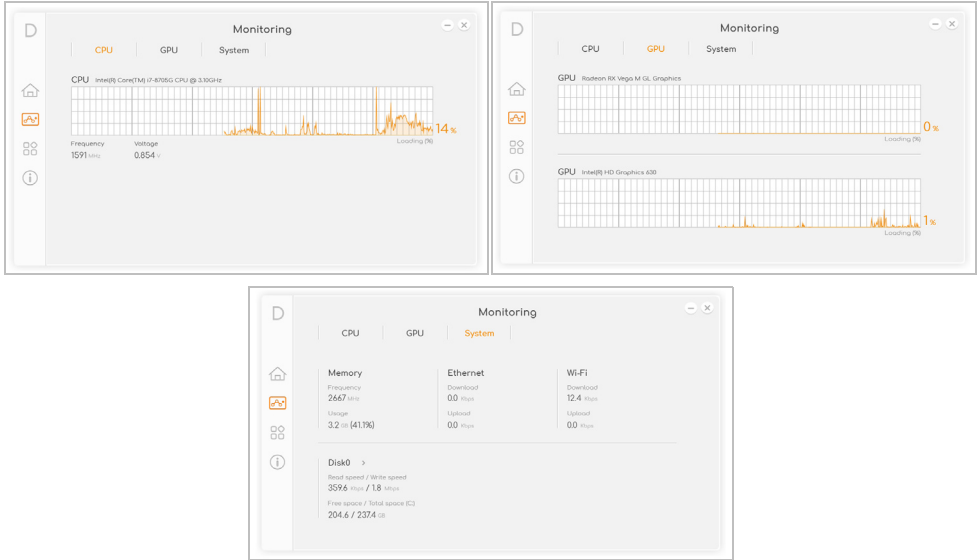 D
Monitoring
CPU GPU System
CPU Intel(R) Core(TM) i7-8705G CPU @ 3.10GHz
14 %
Loading (%)
Frequency Voltage
1591 MHz 0.854 V
D
Monitoring
CPU GPU System
GPU Radeon RX Vega M GL Graphics
0 %
Loading (%)
GPU Intel(R) HD Graphics 630
1 %
Loading (%)
D
Monitoring
CPU GPU System
Memory Ethernet Wi-Fi
Frequency Download Download
2667 MHz 0.0 Kbps 12.4 Kbps
Usage Upload Upload
3.2 GB (41.1%) 0.0 Kbps 0.0 Kbps
Disk0 >
Read speed / Write speed
359.6 Kbps / 1.8 Mbps
Free space / Total space (C:)
204.6 / 237.4 GB